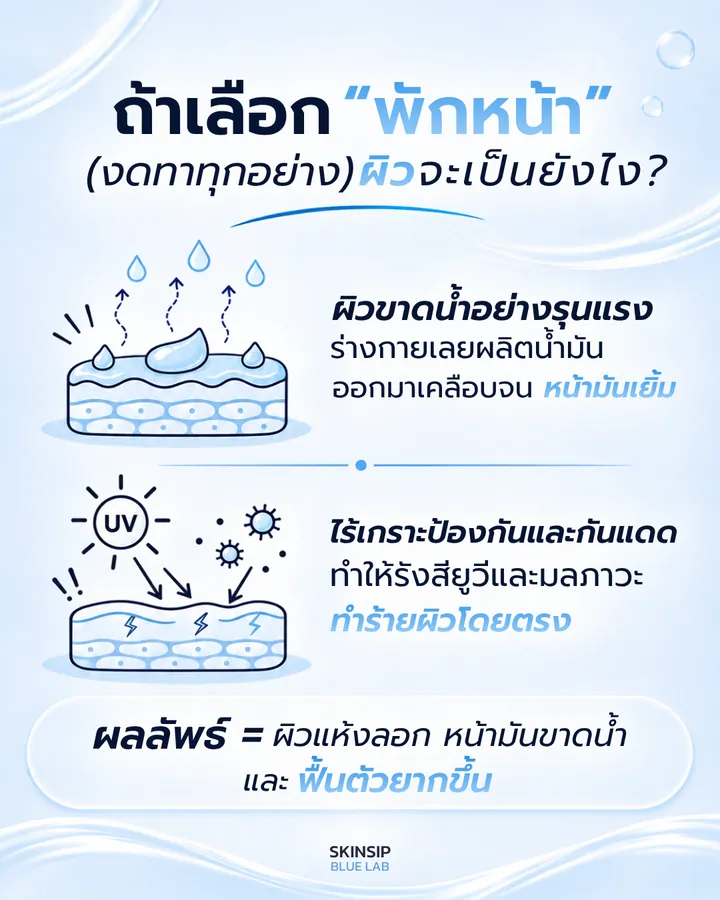 ถ้าเลือก “พักหน้า”
(งดทาทุกอย่าง) ผิวจะเป็นยังไง?
ผิวขาดน้ำอย่างรุนแรง
ร่างกายเลยผลิตน้ำมัน
ออกมาเคลือบจน หน้ามันเยิ้ม
UV
!!
ไร้เกราะป้องกันและกันแดด
ทำให้รังสียูวีและมลภาวะ
ทำร้ายผิวโดยตรง
ผลลัพธ์ = ผิวแห้งลอก หน้ามันขาดน้ำ
และ ฟื้นตัวยากขึ้น
SKINSIP
BLUE LAB